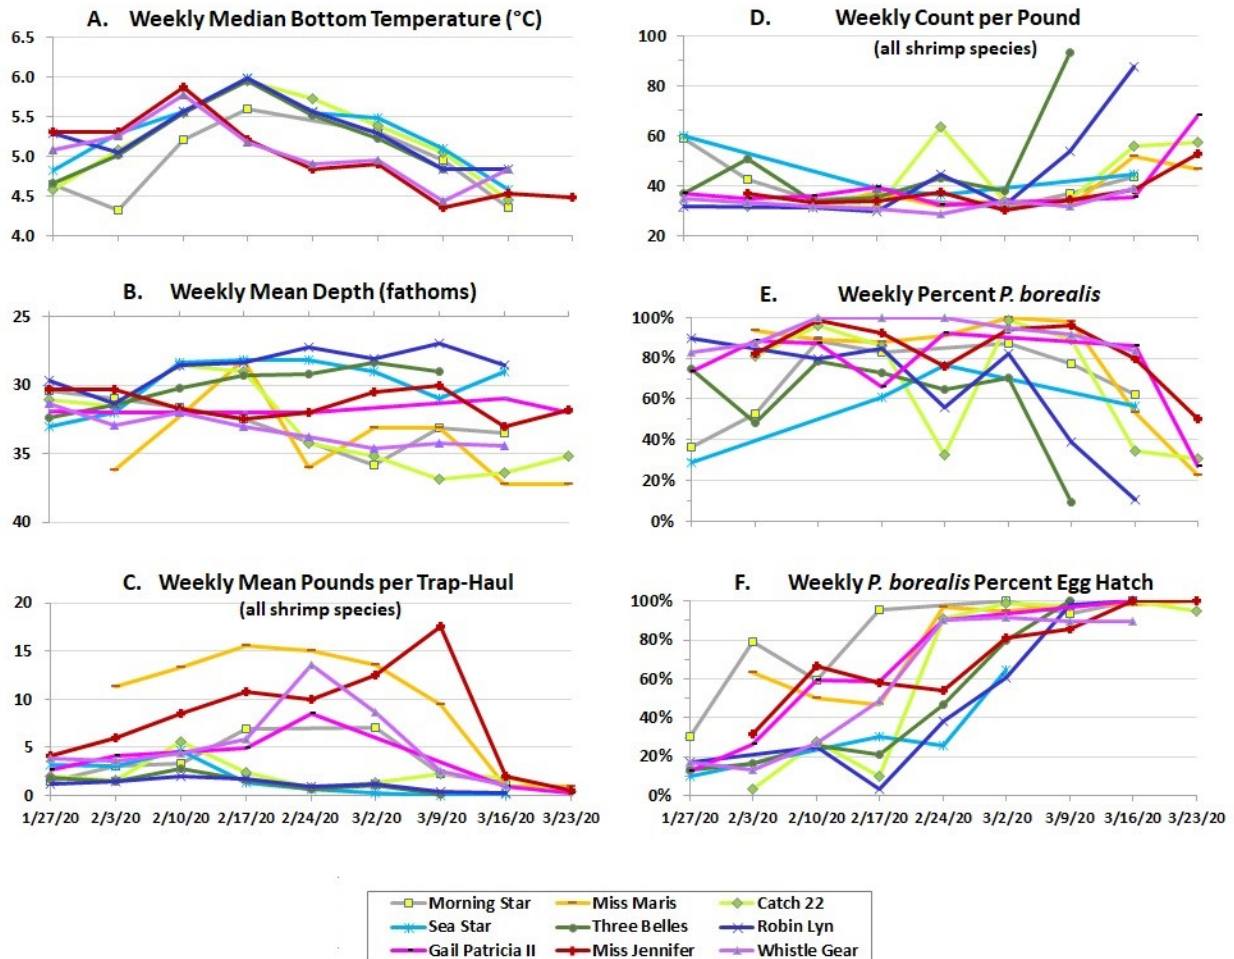 A. Weekly Median Bottom Temperature (°C)
6.5
6.0
5.5
5.0
4.5
4.0
B. Weekly Mean Depth (fathoms)
25
30
35
40
C. Weekly Mean Pounds per Trap-Haul
(all shrimp species)
20
15
10
5
0
1/27/20 2/3/20 2/10/20 2/17/20 2/24/20 3/2/20 3/9/20 3/16/20 3/23/20
D. Weekly Count per Pound
(all shrimp species)
100
80
60
40
20
E. Weekly Percent P. borealis
100%
80%
60%
40%
20%
0%
F. Weekly P. borealis Percent Egg Hatch
100%
80%
60%
40%
20%
0%
1/27/20 2/3/20 2/10/20 2/17/20 2/24/20 3/2/20 3/9/20 3/16/20 3/23/20
Morning Star Miss Maris Catch 22
Sea Star Three Belles Robin Lyn
Gail Patricia II Miss Jennifer Whistle Gear